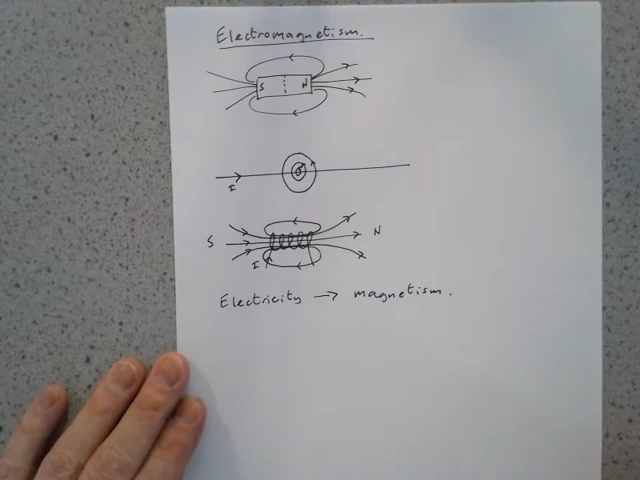 Electromagnetism.
S N
I
S N
I
Electricity → magnetism.